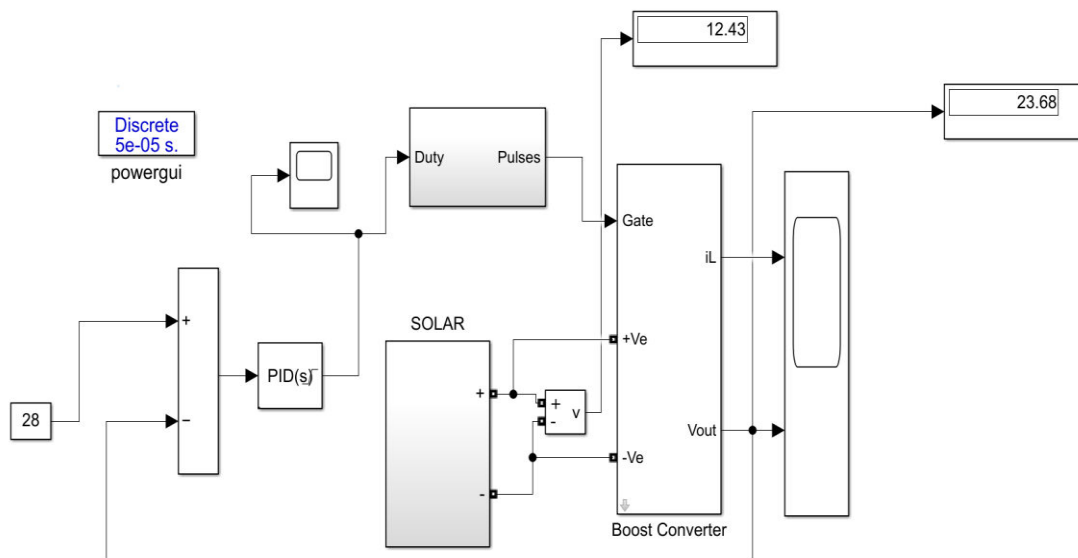 12.43
23.68
Discrete
5e-05 s.
powergui
Duty
Pulses
Gate
iL
+
SOLAR
+Ve
PID(s)
+
+
-
v
28
−
Vout
-Ve
-
Boost Converter